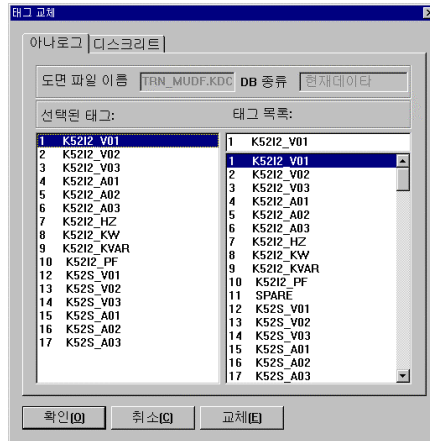 태그 교체
아나로그 디스크리트
도면 파일 이름 TRN_MUDF.KDC DB 종류 현재데이타
선택된 태그:
1 K52I2_V01
2 K52I2_V02
3 K52I2_V03
4 K52I2_A01
5 K52I2_A02
6 K52I2_A03
7 K52I2_HZ
8 K52I2_KW
9 K52I2_KVAR
10 K52I2_PF
12 K52S_V01
13 K52S_V02
14 K52S_V03
15 K52S_A01
16 K52S_A02
17 K52S_A03
태그 목록:
1 K52I2_V01
1 K52I2_V01
2 K52I2_V02
3 K52I2_V03
4 K52I2_A01
5 K52I2_A02
6 K52I2_A03
7 K52I2_HZ
8 K52I2_KW
9 K52I2_KVAR
10 K52I2_PF
11 SPARE
12 K52S_V01
13 K52S_V02
14 K52S_V03
15 K52S_A01
16 K52S_A02
17 K52S_A03
확인(O) 취소(C) 교체(E)